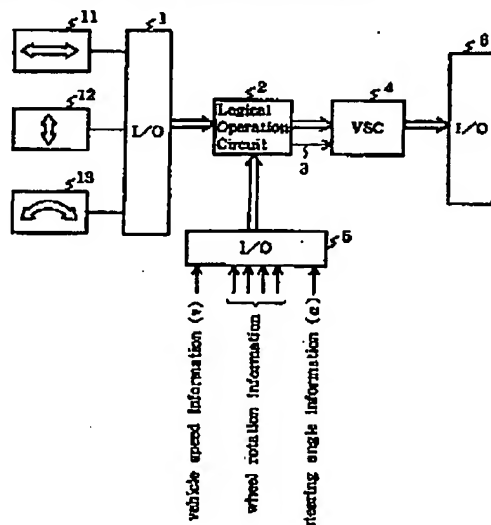 11
1
12
13
I/O
2
Logical
Operation
Circuit
3
4
VSC
6
I/O
5
I/O
vehicle speed information (v)
wheel rotation information
teering angle information (α)